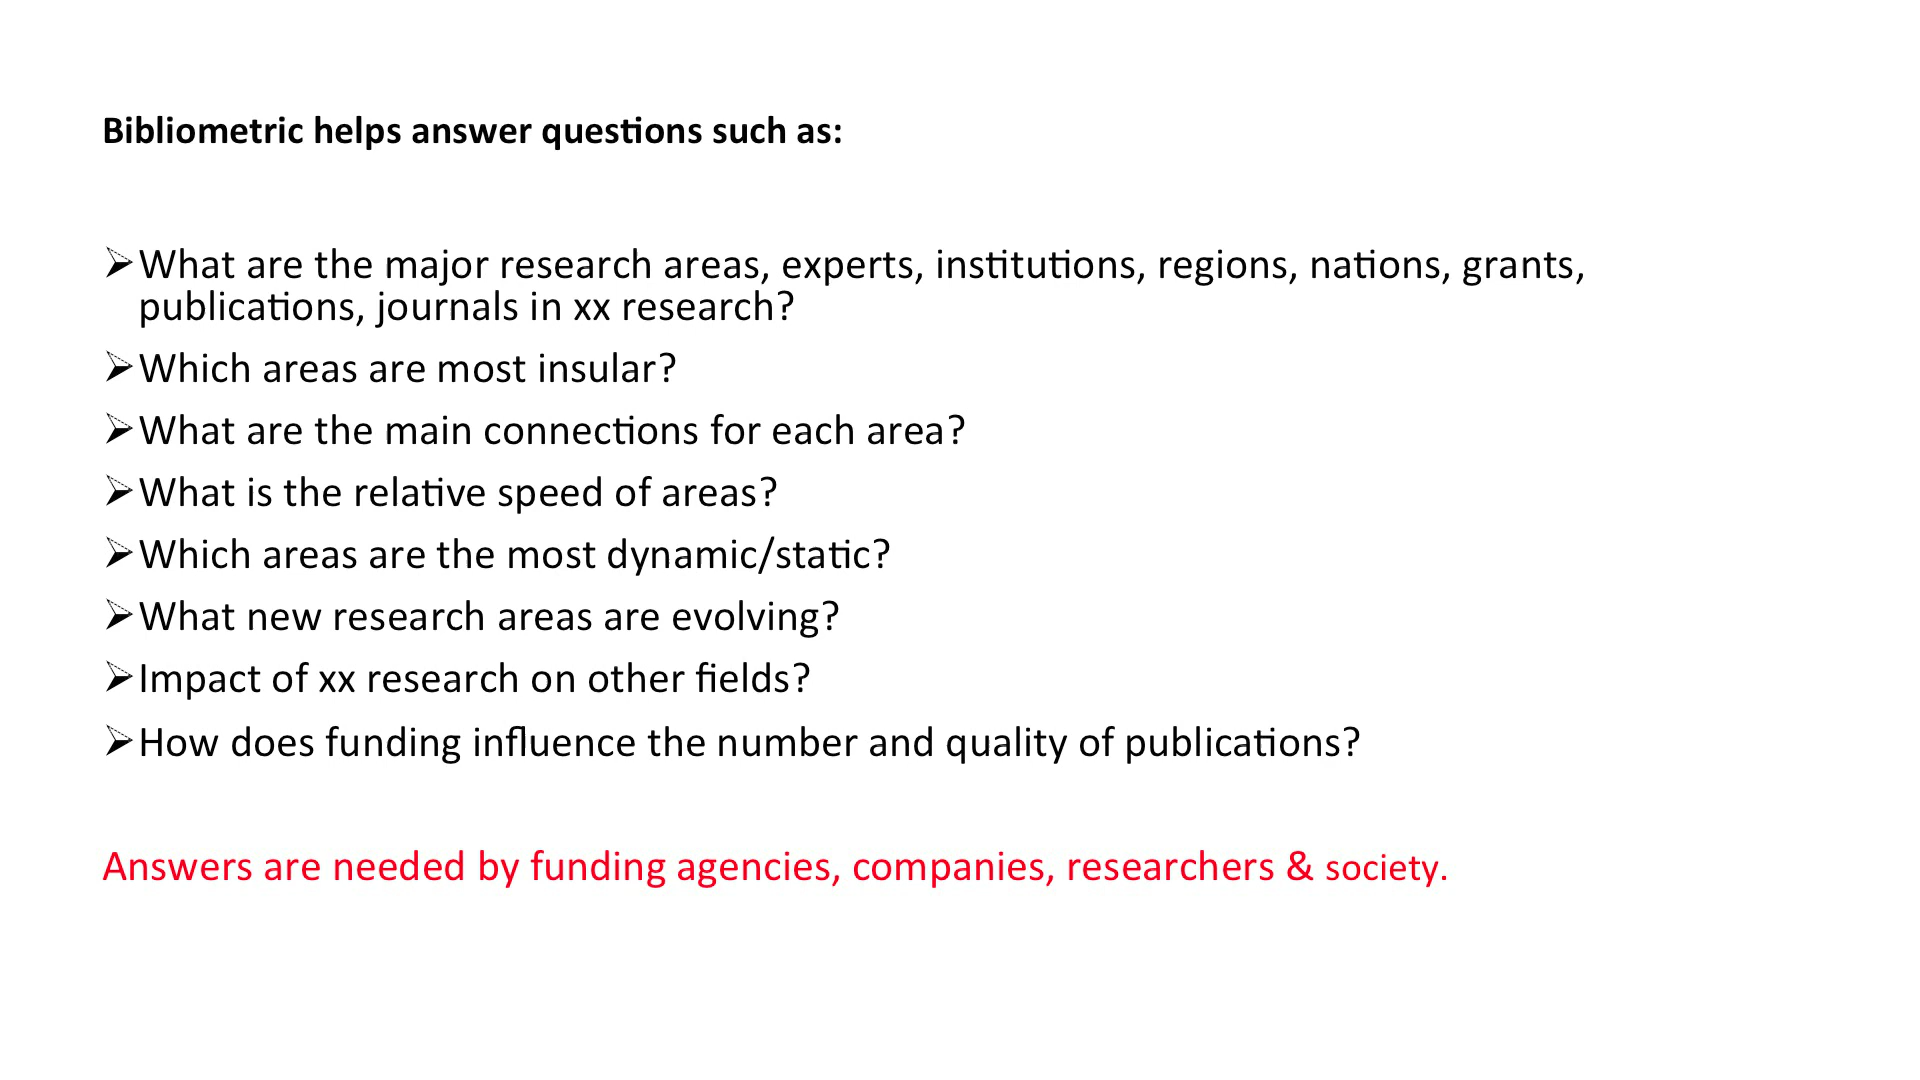 Bibliometric helps answer questions such as:
➢What are the major research areas, experts, institutions, regions, nations, grants,
publications, journals in xx research?
➢Which areas are most insular?
➢What are the main connections for each area?
➢What is the relative speed of areas?
➢Which areas are the most dynamic/static?
➢What new research areas are evolving?
➢Impact of xx research on other fields?
➢How does funding influence the number and quality of publications?
Answers are needed by funding agencies, companies, researchers & society.